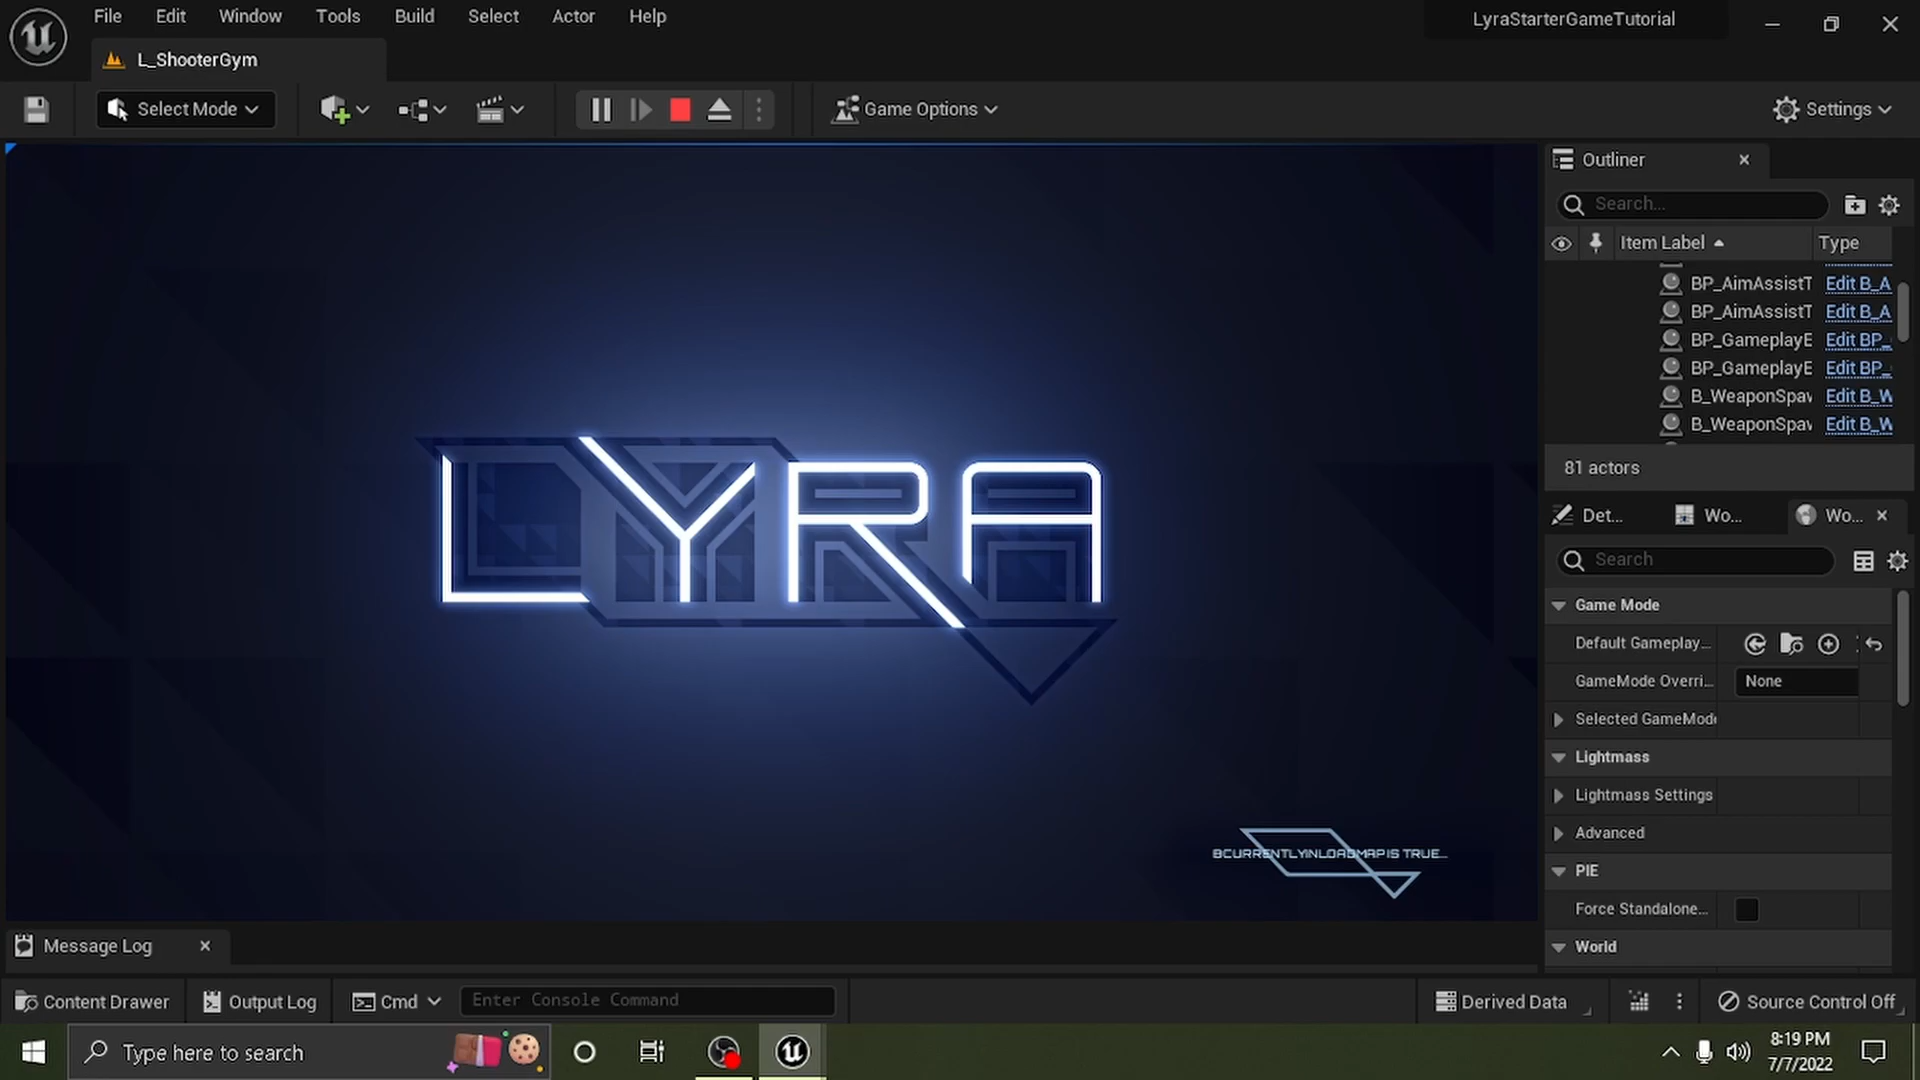 File Edit Window Tools Build Select Actor Help
LyraStarterGameTutorial
L_ShooterGym
Select Mode
Game Options
Settings
Outliner
Search...
Item Label
Type
BP_AimAssistT Edit B_A
BP_AimAssistT Edit B_A
BP_GameplayE Edit BP_
BP_GameplayE Edit BP_
B_WeaponSpaw Edit B_W
B_WeaponSpaw Edit B_W
81 actors
Det... Wo... Wo...
Search
Game Mode
Default Gameplay...
GameMode Overri... None
Selected GameMode
Lightmass
Lightmass Settings
Advanced
PIE
Force Standalone...
World
LYRA
BCURRENTLYINLOADMAP IS TRUE...
Message Log
Content Drawer Output Log Cmd Enter Console Command
Derived Data Source Control Off
Type here to search
8:19 PM
7/7/2022